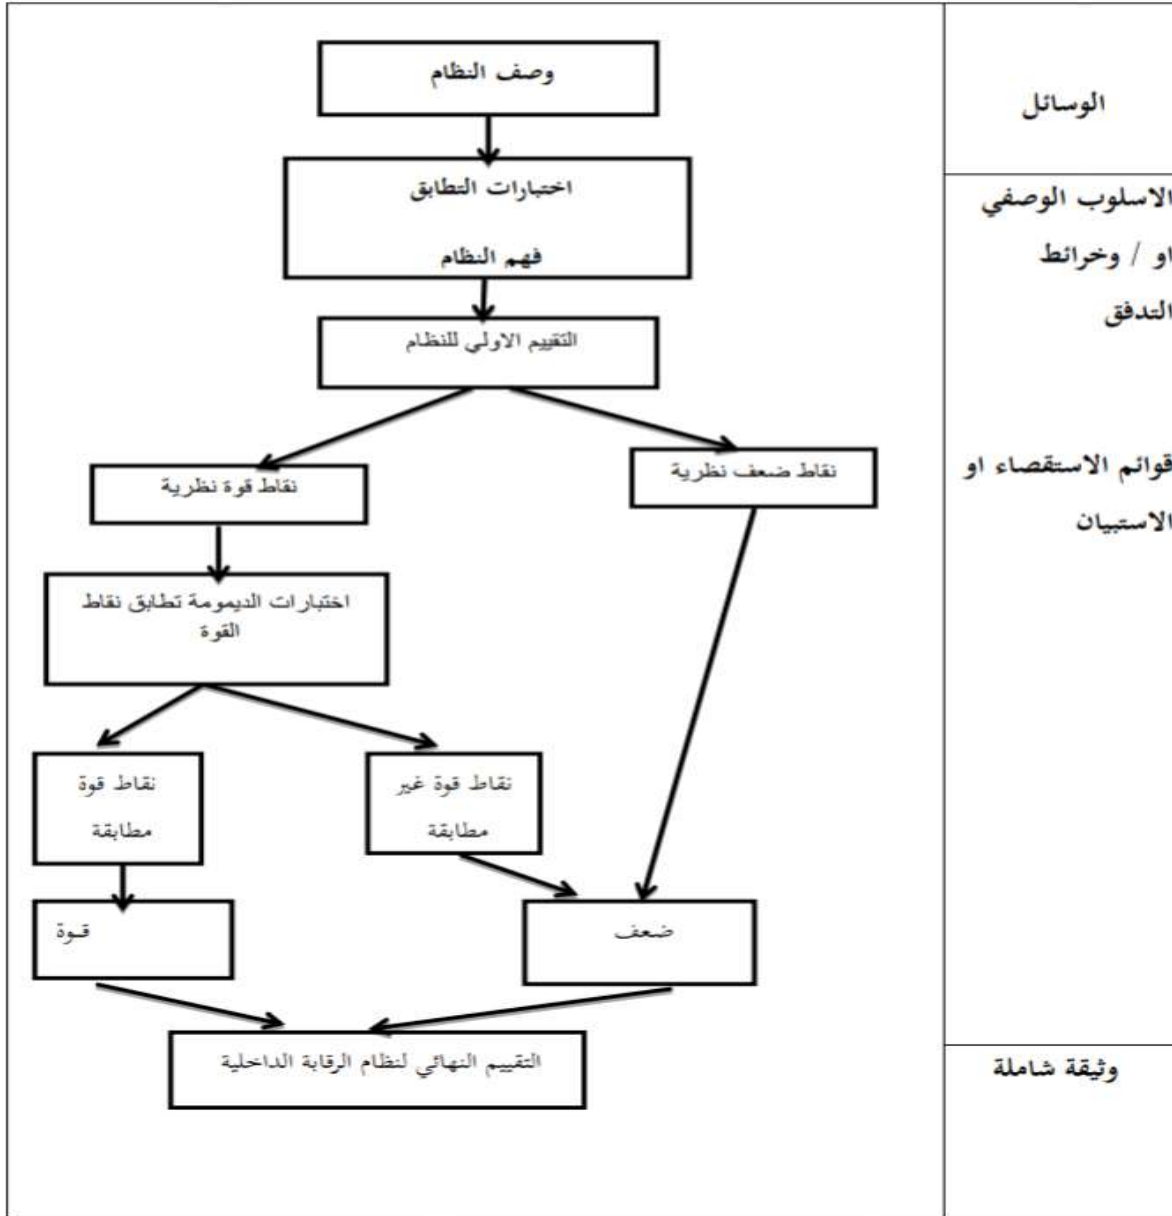 الوسائل
الاسلوب الوصفي
او / وخرائط
التدفق
قوائم الاستقصاء او
الاستبيان
وثيقة شاملة
وصف النظام
اختبارات التطابق
فهم النظام
التقييم الاولي للنظام
نقاط ضعف نظرية
نقاط قوة نظرية
اختبارات الديمومة تطابق نقاط
القوة
نقاط قوة غير
مطابقة
نقاط قوة
مطابقة
ضعف
قوة
التقييم النهائي لنظام الرقابة الداخلية